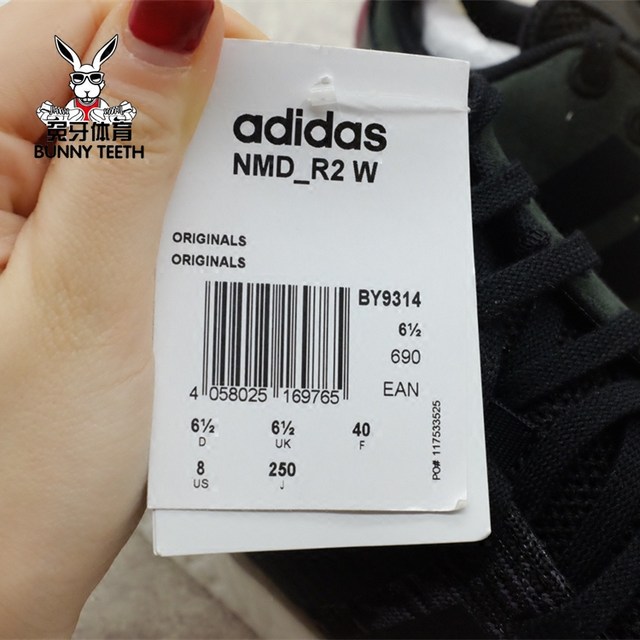 兔牙体育
BUNNY TEETH
adidas
NMD_R2 W
ORIGINALS
ORIGINALS
BY9314
6½
690
EAN
4 058025 169765
6½ 6½ 40
D UK F
8 250
US J
PO# 117533525